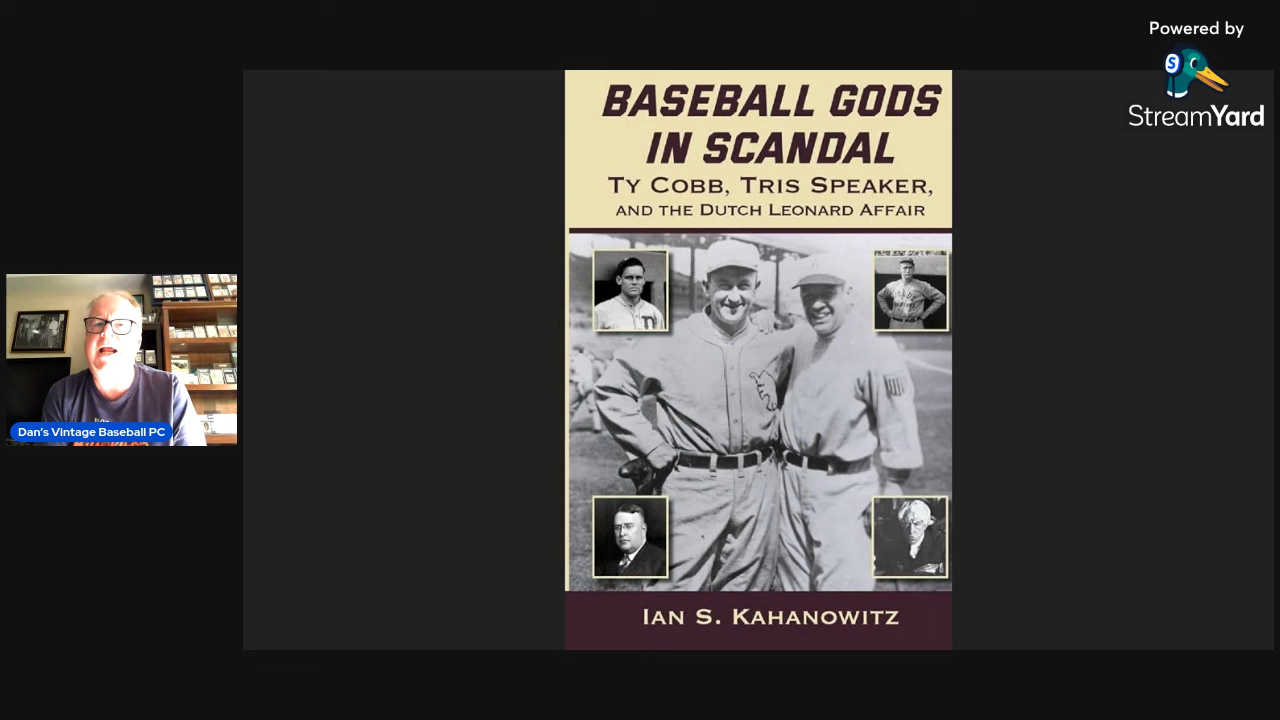 Powered by
S
StreamYard
BASEBALL GODS
IN SCANDAL
TY COBB, TRIS SPEAKER,
AND THE DUTCH LEONARD AFFAIR
IAN S. KAHANOWITZ
Dan's Vintage Baseball PC